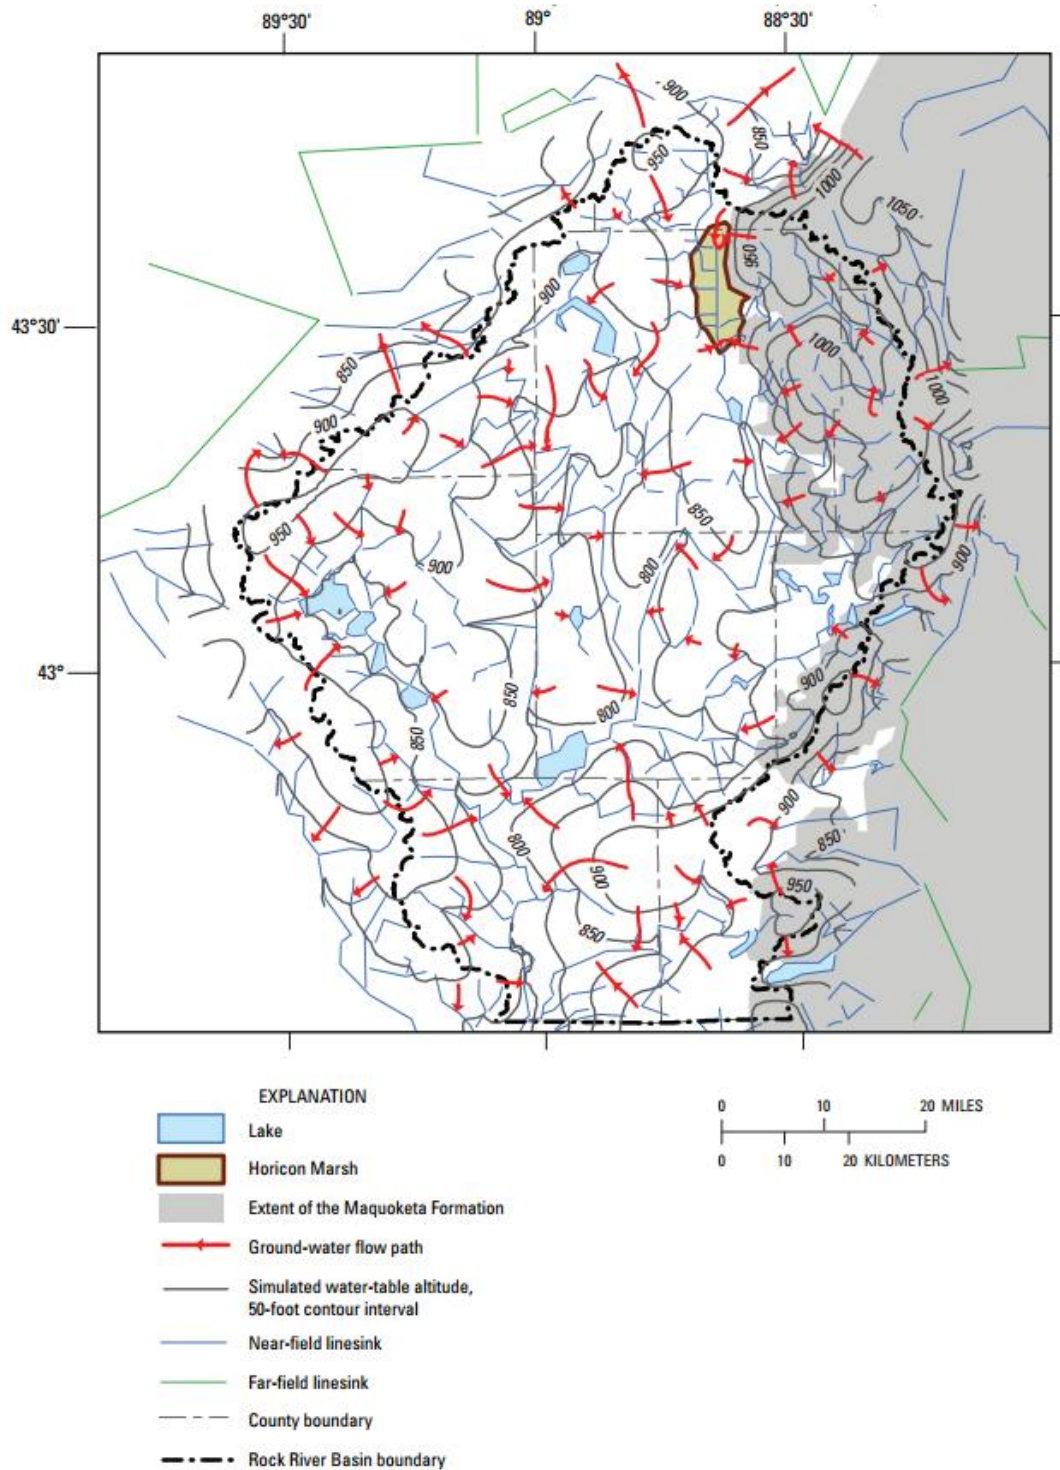 89°30' 89° 88°30'
900
850
950
1000
1050
950
900
43°30'
1000
850
1000
900
950
850
900
800
900
43°
900
850
800
850
900
850
800
950
900
850
EXPLANATION
Lake
Horicon Marsh
Extent of the Maquoketa Formation
Ground-water flow path
Simulated water-table altitude,
50-foot contour interval
Near-field linesink
Far-field linesink
County boundary
Rock River Basin boundary
0 10 20 MILES
0 10 20 KILOMETERS